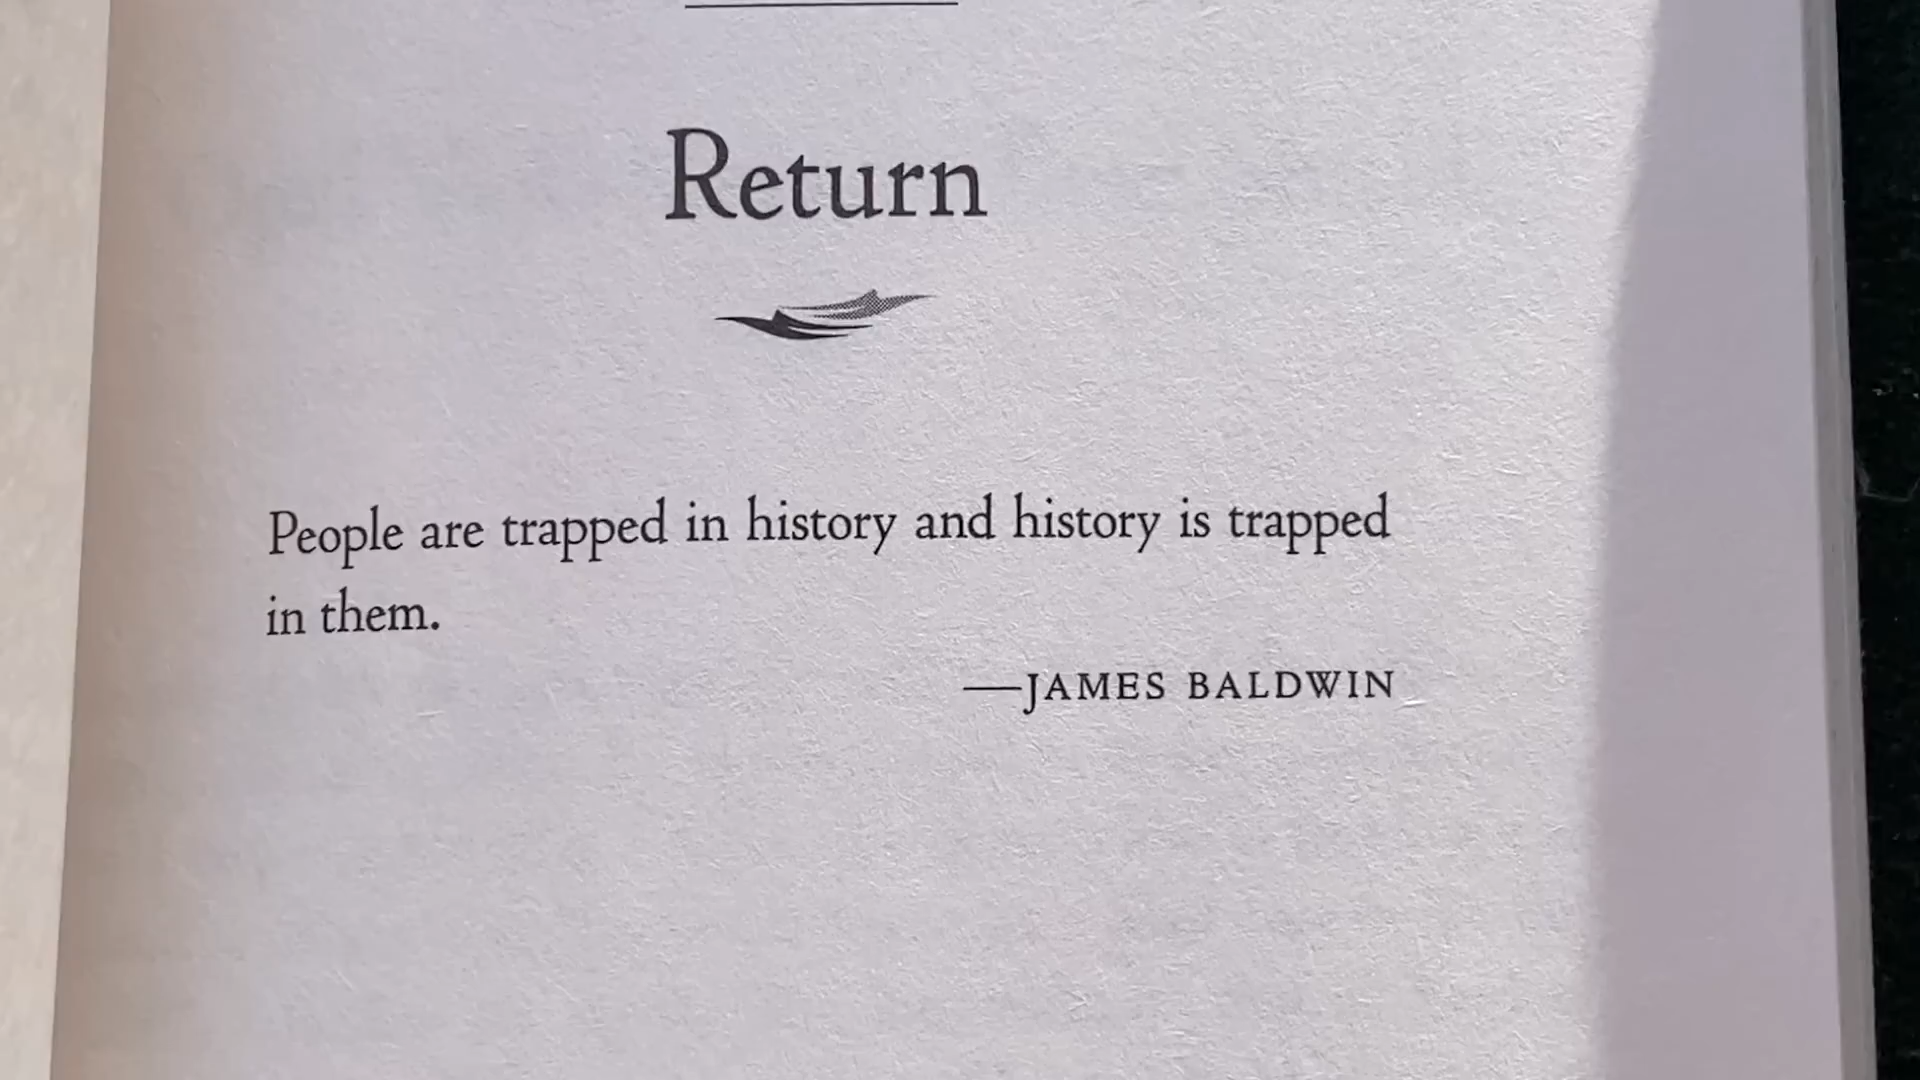 Return
People are trapped in history and history is trapped
in them.
—JAMES BALDWIN